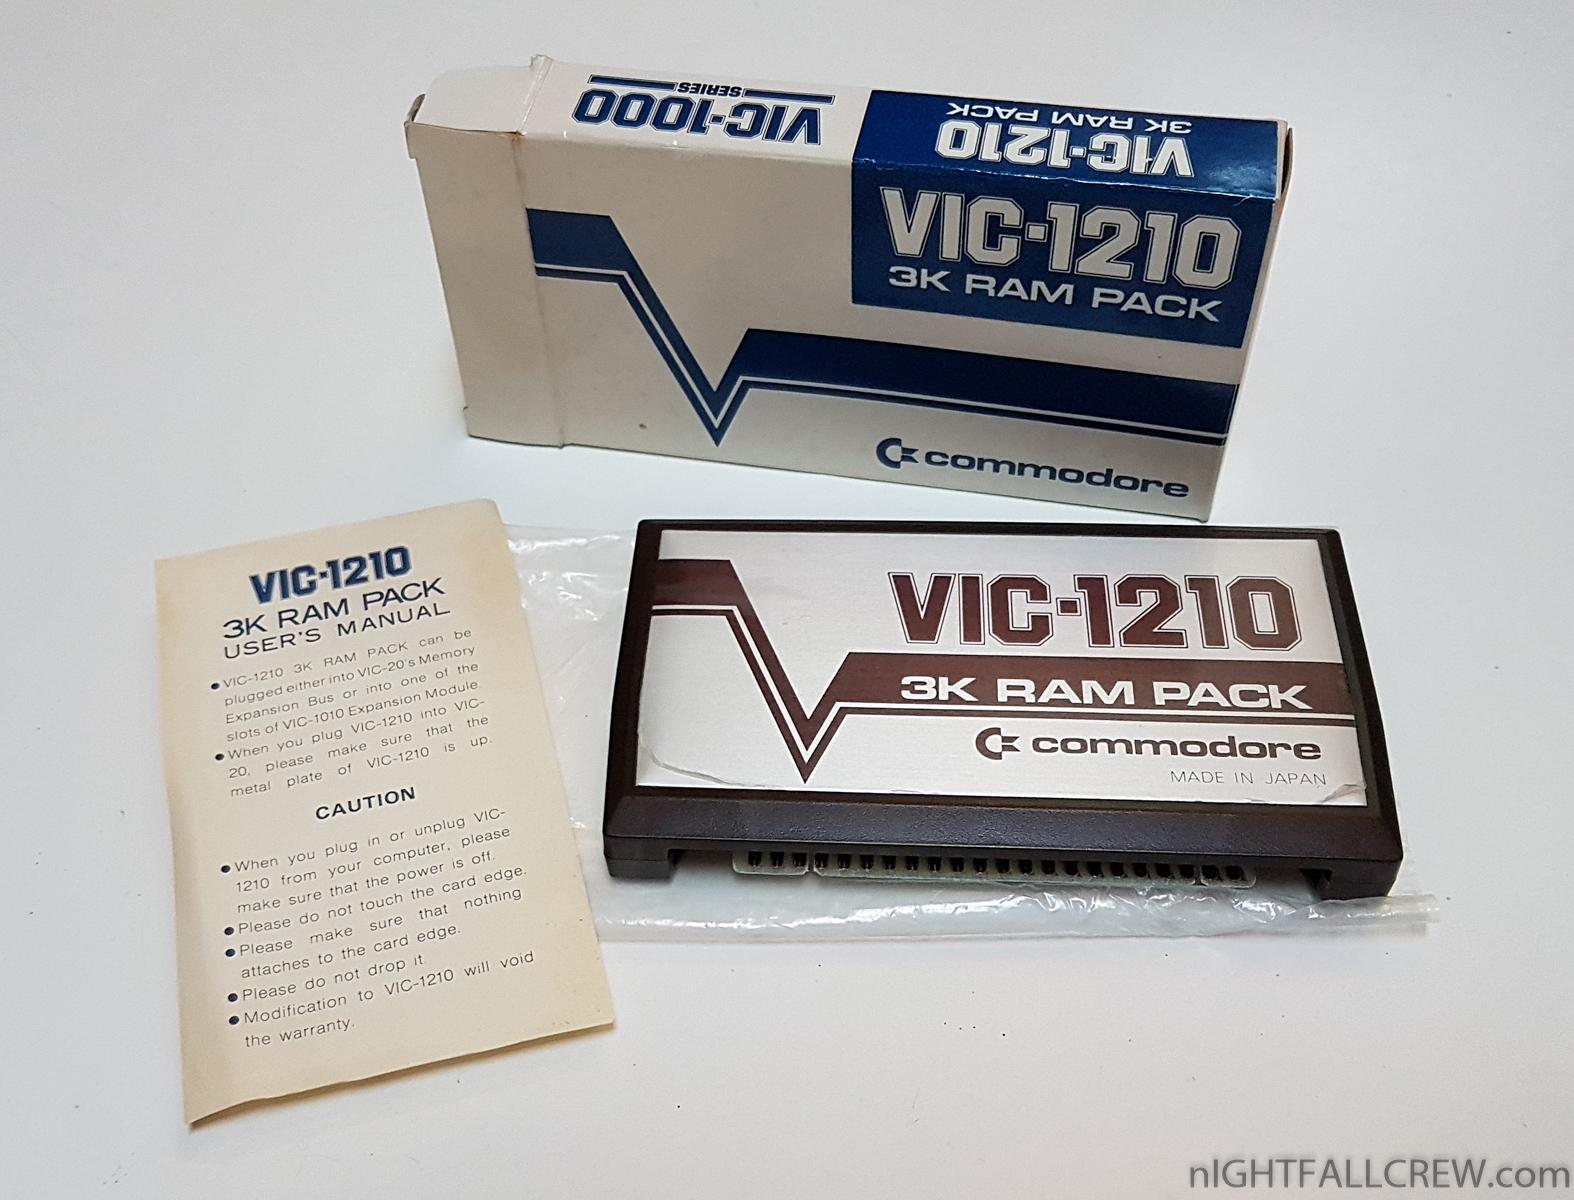 VIC-1000
SERIES
VIC-1210
3K RAM PACK
VIC-1210
3K RAM PACK
commodore
VIC-1210
3K RAM PACK
USER'S MANUAL
● VIC-1210 3K RAM PACK can be
plugged either into VIC-20's Memory
Expansion Bus or into one of the
slots of VIC-1010 Expansion Module.
● When you plug VIC-1210 into VIC-
20, please make sure that the
metal plate of VIC-1210 is up.
CAUTION
● When you plug in or unplug VIC-
1210 from your computer, please
make sure that the power is off.
● Please do not touch the card edge.
● Please make sure that nothing
attaches to the card edge.
● Please do not drop it.
● Modification to VIC-1210 will void
the warranty.
VIC-1210
3K RAM PACK
commodore
MADE IN JAPAN
nIGHTFALLCREW.com